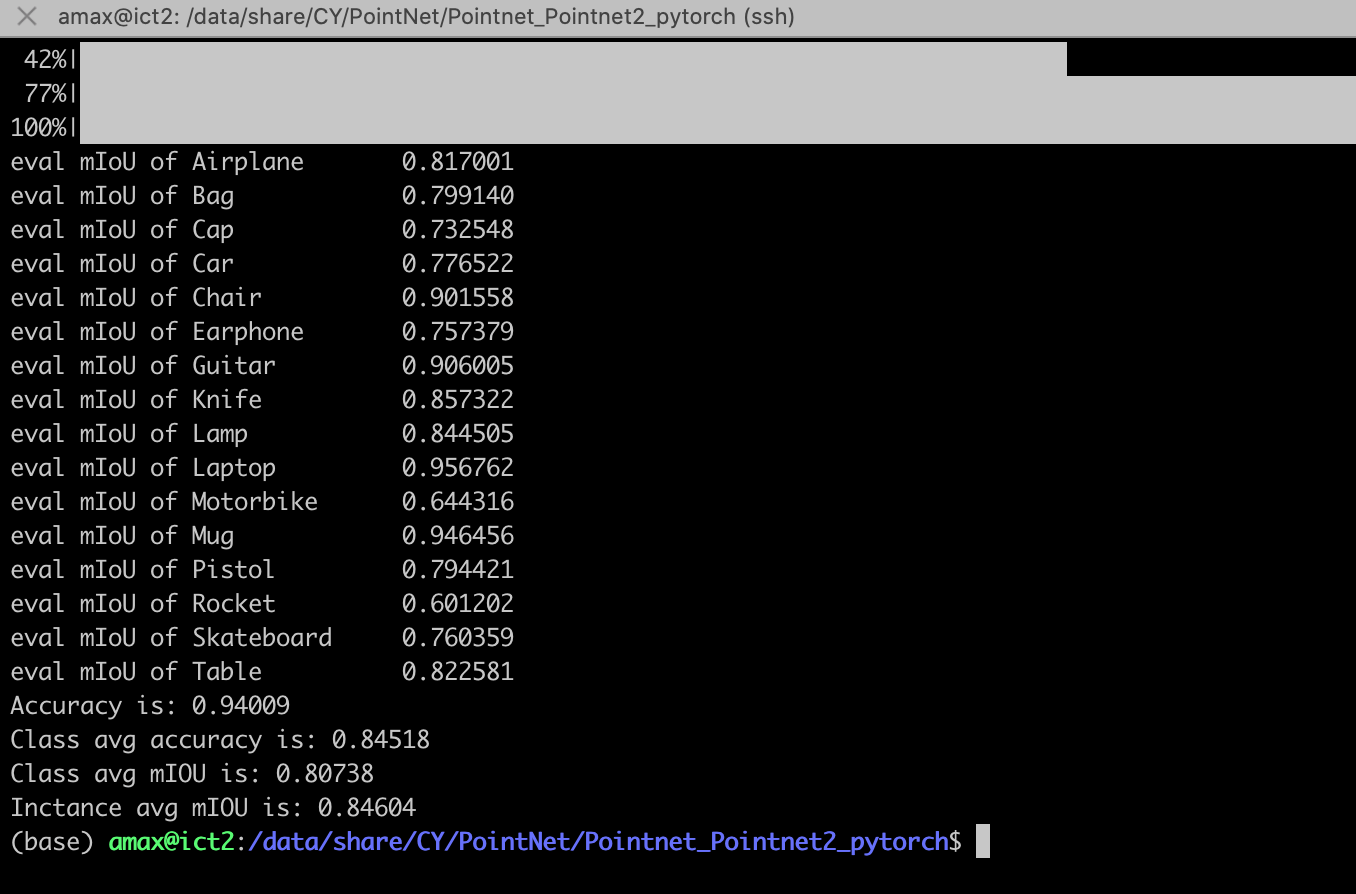 amax@ict2: /data/share/CY/PointNet/Pointnet_Pointnet2_pytorch (ssh)
42%|
77%|
100%|
eval mIoU of Airplane 0.817001
eval mIoU of Bag 0.799140
eval mIoU of Cap 0.732548
eval mIoU of Car 0.776522
eval mIoU of Chair 0.901558
eval mIoU of Earphone 0.757379
eval mIoU of Guitar 0.906005
eval mIoU of Knife 0.857322
eval mIoU of Lamp 0.844505
eval mIoU of Laptop 0.956762
eval mIoU of Motorbike 0.644316
eval mIoU of Mug 0.946456
eval mIoU of Pistol 0.794421
eval mIoU of Rocket 0.601202
eval mIoU of Skateboard 0.760359
eval mIoU of Table 0.822581
Accuracy is: 0.94009
Class avg accuracy is: 0.84518
Class avg mIOU is: 0.80738
Inctance avg mIOU is: 0.84604
(base) amax@ict2:/data/share/CY/PointNet/Pointnet_Pointnet2_pytorch$